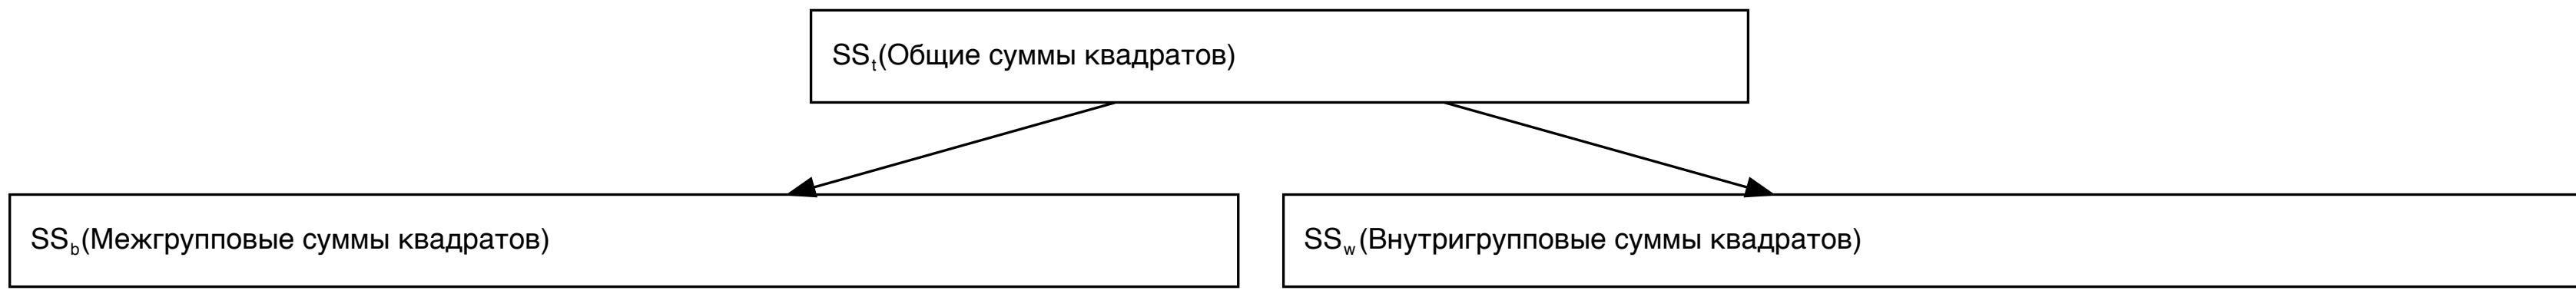 SSt(Общие суммы квадратов)
SSb(Межгрупповые суммы квадратов)
SSw(Внутригрупповые суммы квадратов)